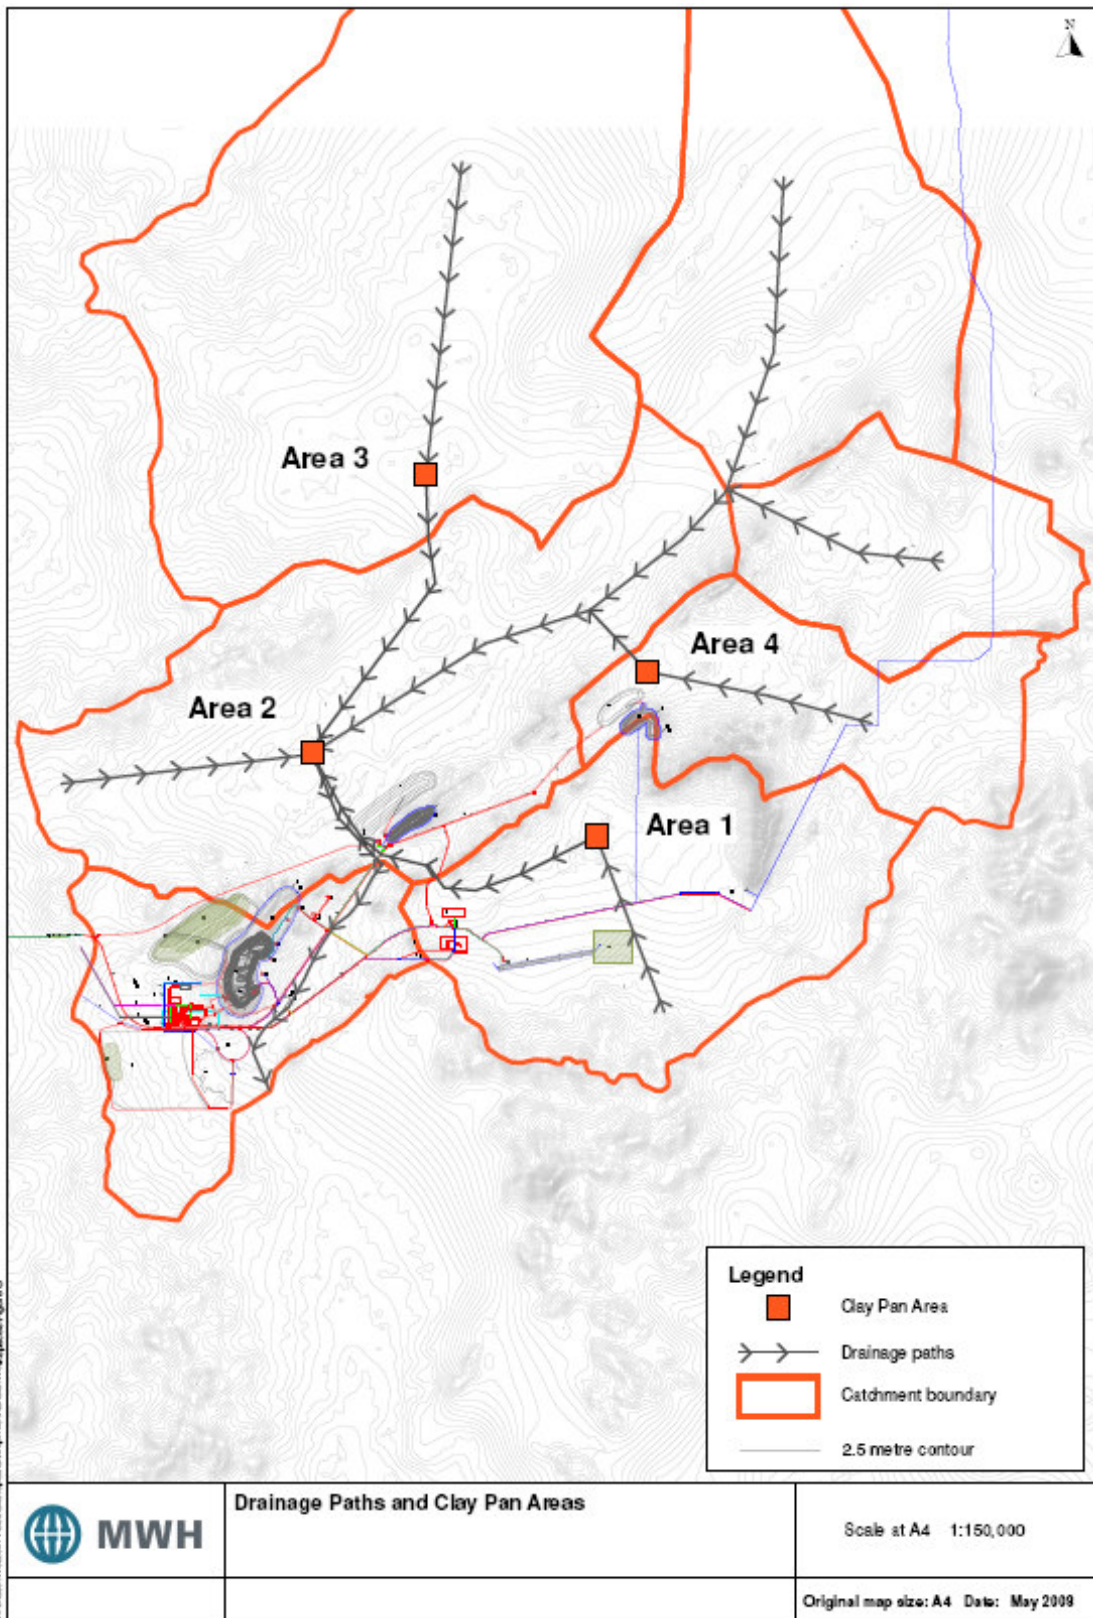 N
Area 3
Area 4
Area 2
Area 1
Legend
Clay Pan Area
Drainage paths
Catchment boundary
2.5 metre contour
MWH
Drainage Paths and Clay Pan Areas
Scale at A4 1:150,000
Original map size: A4 Date: May 2009